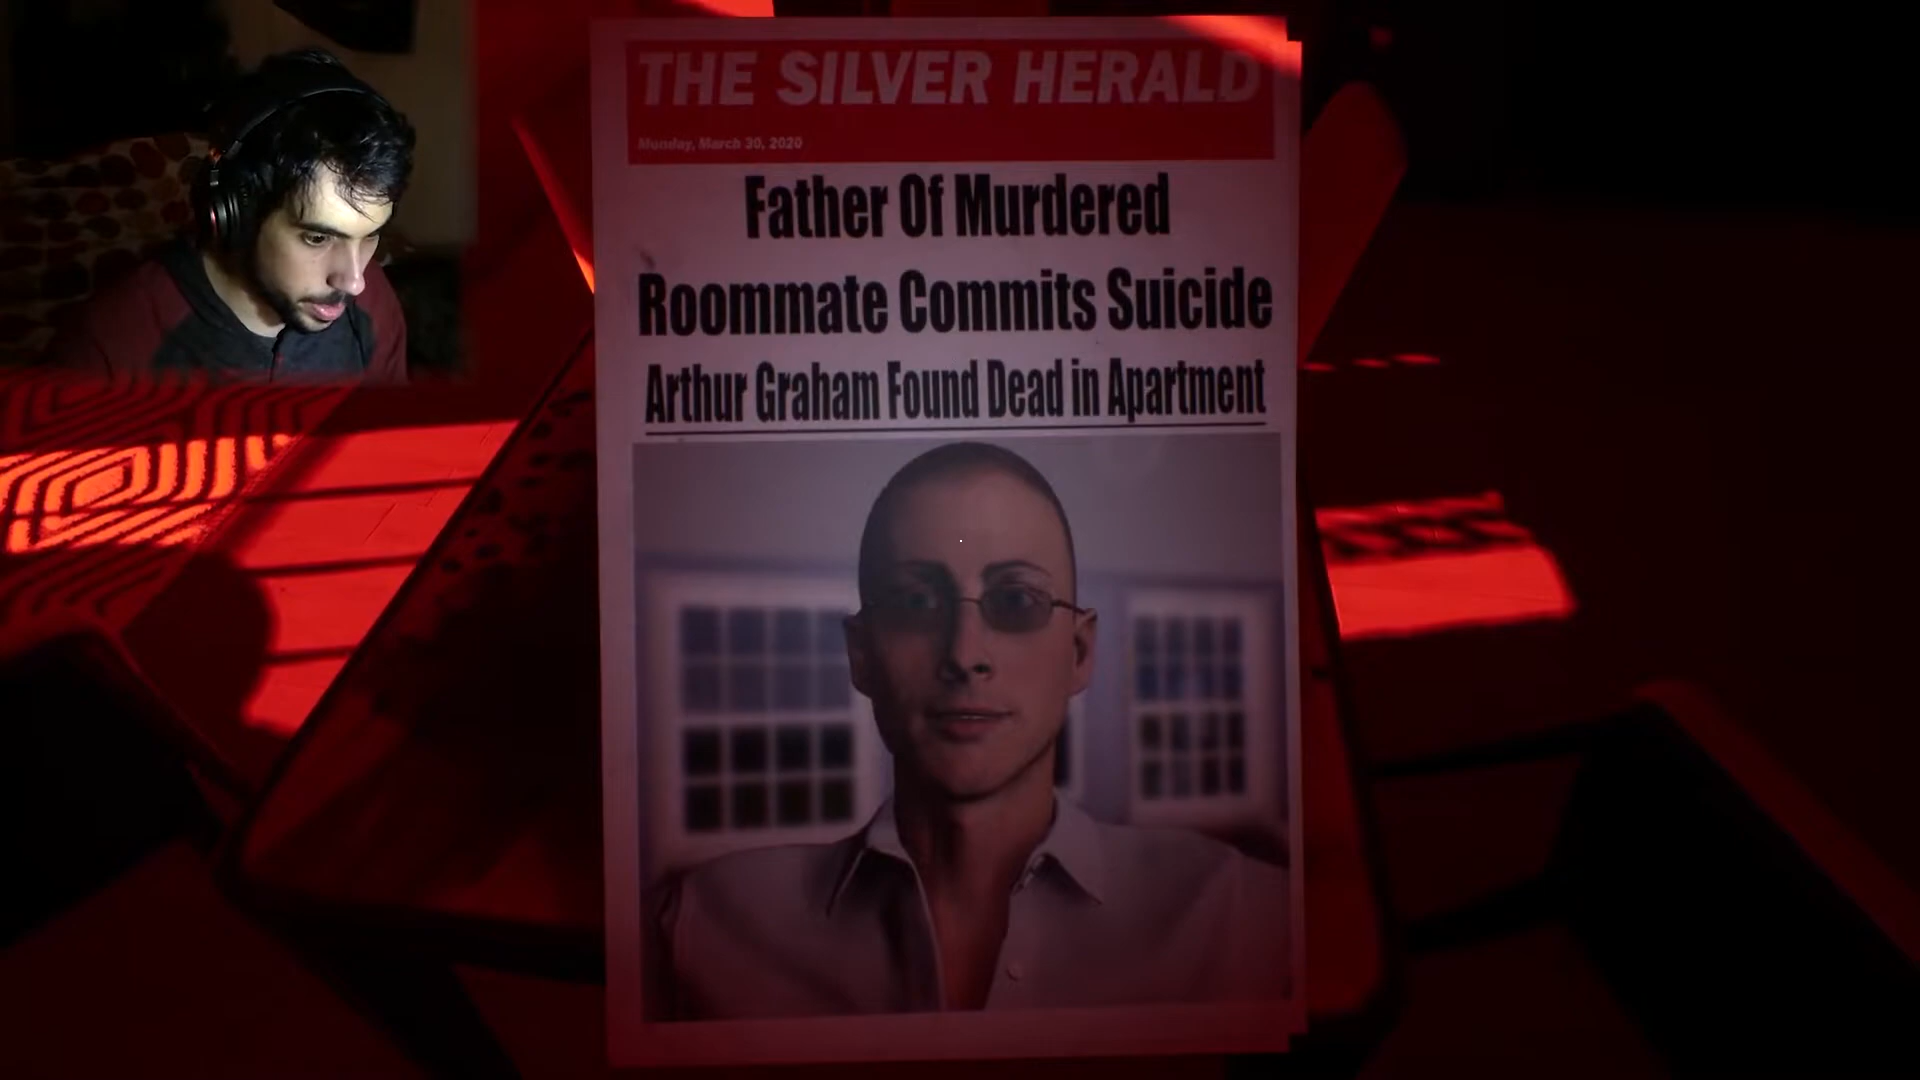 THE SILVER HERALD
Monday, March 30, 2020
Father Of Murdered
Roommate Commits Suicide
Arthur Graham Found Dead in Apartment